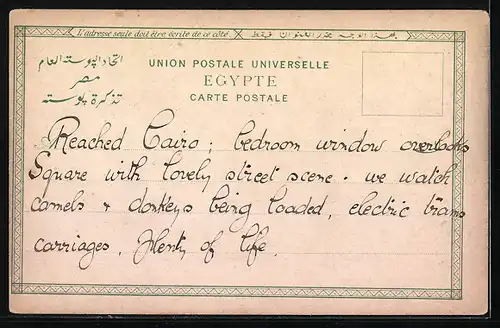 L'adresse seule doit être écrite de ce côté.
اتحاد البوستة العام
مصر
تذكرة بوستة
UNION POSTALE UNIVERSELLE
EGYPTE
CARTE POSTALE
Reached Cairo; bedroom window overlooks
Square with lovely street scene. we watch
camels & donkeys being loaded, electric trams
carriages. Plenty of life.